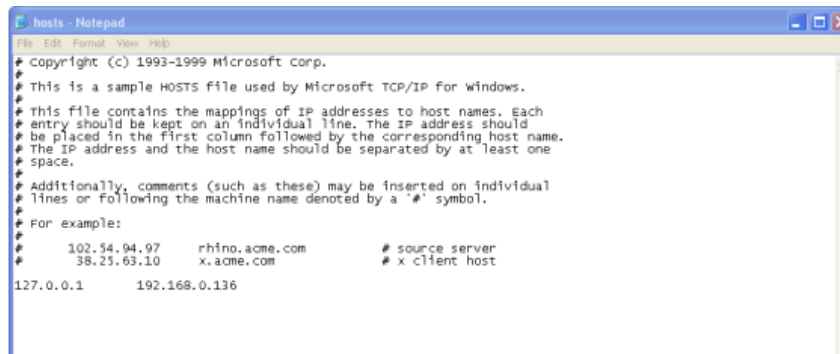 hosts - Notepad
File Edit Format View Help
# Copyright (c) 1993-1999 Microsoft Corp.
#
# This is a sample HOSTS file used by Microsoft TCP/IP for Windows.
#
# This file contains the mappings of IP addresses to host names. Each
# entry should be kept on an individual line. The IP address should
# be placed in the first column followed by the corresponding host name.
# The IP address and the host name should be separated by at least one
# space.
#
# Additionally, comments (such as these) may be inserted on individual
# lines or following the machine name denoted by a '#' symbol.
#
# For example:
#
# 102.54.94.97 rhino.acme.com # source server
# 38.25.63.10 x.acme.com # x client host
127.0.0.1 192.168.0.136